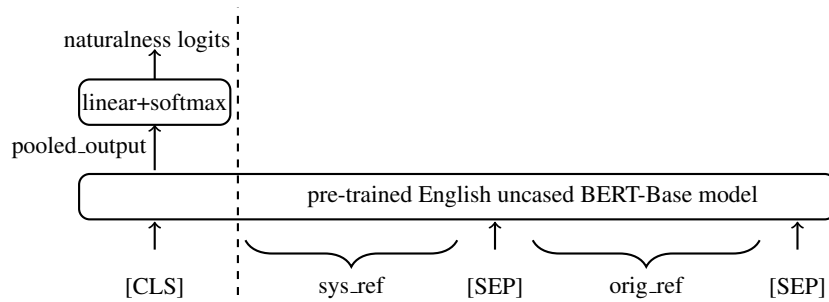 naturalness logits
linear+softmax
pooled_output
pre-trained English uncased BERT-Base model
[CLS] sys_ref [SEP] orig_ref [SEP]